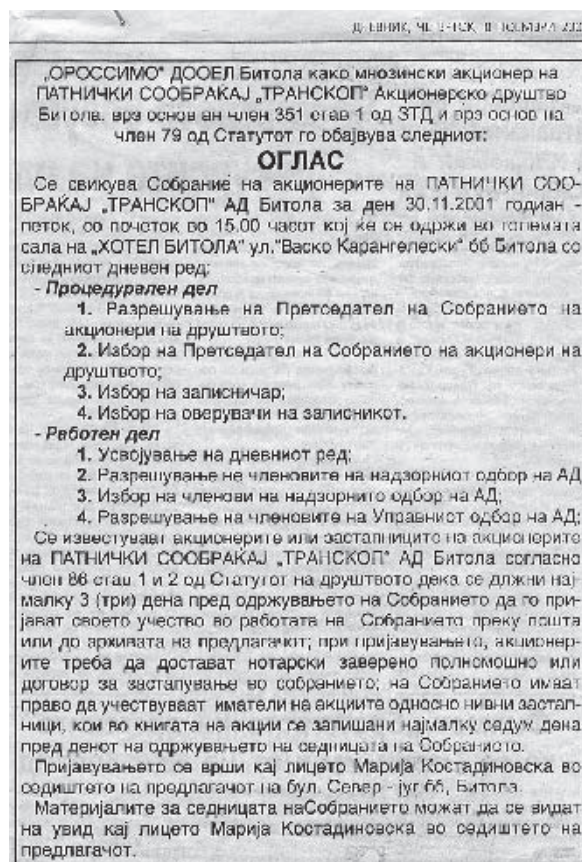 ДНЕВНИК, ЧЕТВРТОК, 8 НОЕМВРИ
„ОРОССИМО“ ДООЕЛ Битола како мнозински акционер на
ПАТНИЧКИ СООБРАЌАЈ „ТРАНСКОП“ Акционерско друштво
Битола, врз основ ан член 351 став 1 од ЗТД и врз основ на
член 79 од Статутот го објавува следниот:
ОГЛАС
Се свикува Собрание на акционерите на ПАТНИЧКИ СОО-
БРАЌАЈ „ТРАНСКОП“ АД Битола за ден 30.11.2001 годиан -
петок, со почеток во 15.00 часот кој ќе се одржи во големата
сала на „ХОТЕЛ БИТОЛА“ ул.“Васко Карангелески“ бб Битола со
следниот дневен ред:
- Процедурален дел
1. Разрешување на Претседател на Собранието на
акционери на друштвото;
2. Избор на Претседател на Собранието на акционери на
друштвото;
3. Избор на записничар;
4. Избор на оверувачи на записникот.
- Работен дел
1. Усвојување на дневниот ред;
2. Разрешување не членовите на надзорниот одбор на АД
3. Избор на членови на надзорнито одбор на АД;
4. Разрешување на членовите на Управниот одбор на АД;
Се известуваат акционерите или застапниците на акционерите
на ПАТНИЧКИ СООБРАЌАЈ „ТРАНСКОП“ АД Битола согласно
член 86 став 1 и 2 од Статутот на друштвото дека се длжни нај-
малку 3 (три) дена пред одржувањето на Собранието да го при-
јават своето учество во работата на Собранието преку пошта
или до архивата на предлагачот; при пријавувањето, акционер-
ите треба да достават нотарски заверено полномошно или
договор за застапување во собранието; на Собранието имаат
право да учествуваат иматели на акциите односно нивни застап-
ници, кои во книгата на акции се запишани најмалку седум дена
пред денот на одржувањето на седницата на Собранието.
Пријавувањето се врши кај лицето Марија Костадиновска во
седиштето на предлагачот на бул. Север - југ бб, Битола.
Материјалите за седницата наСобранието можат да се видат
на увид кај лицето Марија Костадиновска во седиштето на
предлагачот.